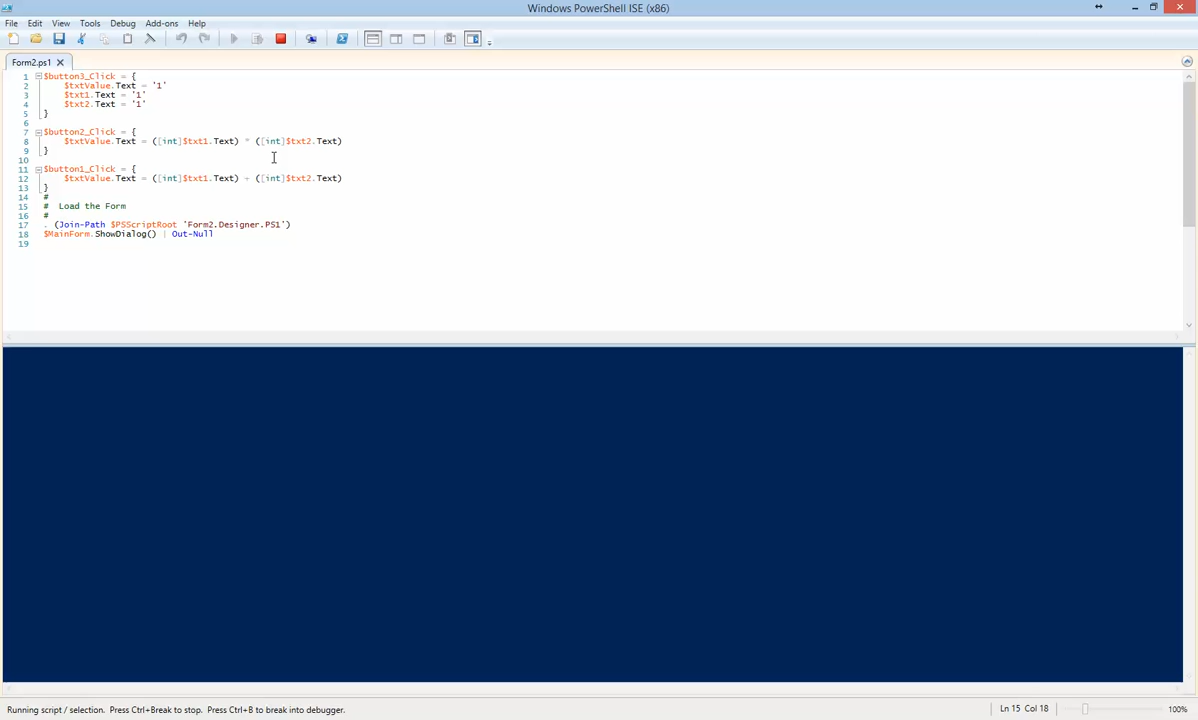 Windows PowerShell ISE (x86)
File Edit View Tools Debug Add-ons Help
Form2.ps1
1 $button3_Click = {
2 $txtValue.Text = '1'
3 $txt1.Text = '1'
4 $txt2.Text = '1'
5 }
6
7 $button2_Click = {
8 $txtValue.Text = ([int]$txt1.Text) * ([int]$txt2.Text)
9 }
10
11 $button1_Click = {
12 $txtValue.Text = ([int]$txt1.Text) + ([int]$txt2.Text)
13 }
14 #
15 # Load the Form
16 #
17 . (Join-Path $PSScriptRoot 'Form2.Designer.PS1')
18 $MainForm.ShowDialog() | Out-Null
19
Running script / selection. Press Ctrl+Break to stop. Press Ctrl+B to break into debugger. Ln 15 Col 18 100%